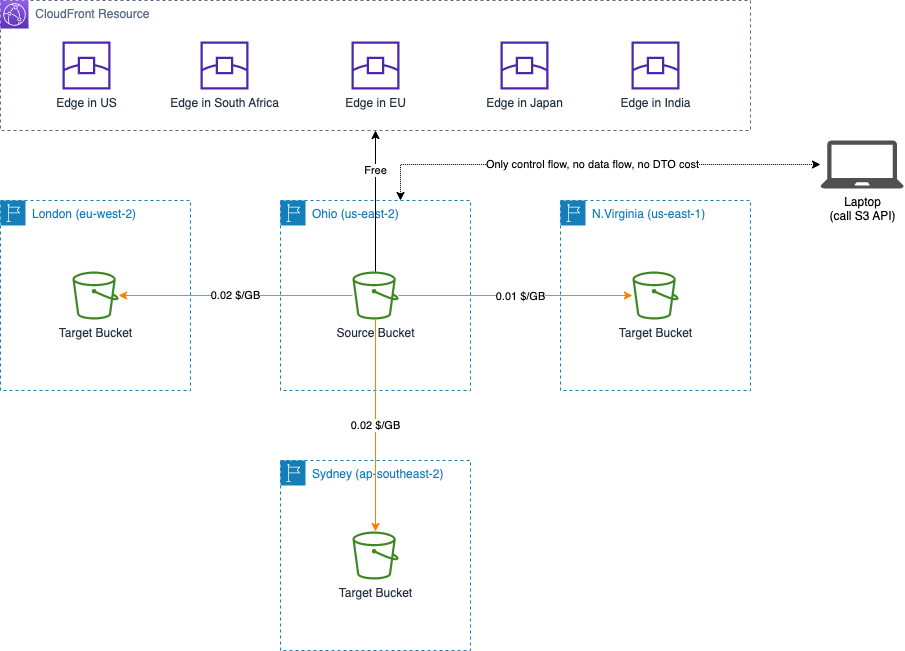 CloudFront Resource
Edge in US
Edge in South Africa
Edge in EU
Edge in Japan
Edge in India
Free
Only control flow, no data flow, no DTO cost
Laptop
(call S3 API)
London (eu-west-2)
Ohio (us-east-2)
N.Virginia (us-east-1)
0.02 $/GB
0.01 $/GB
Target Bucket
Source Bucket
Target Bucket
0.02 $/GB
Sydney (ap-southeast-2)
Target Bucket